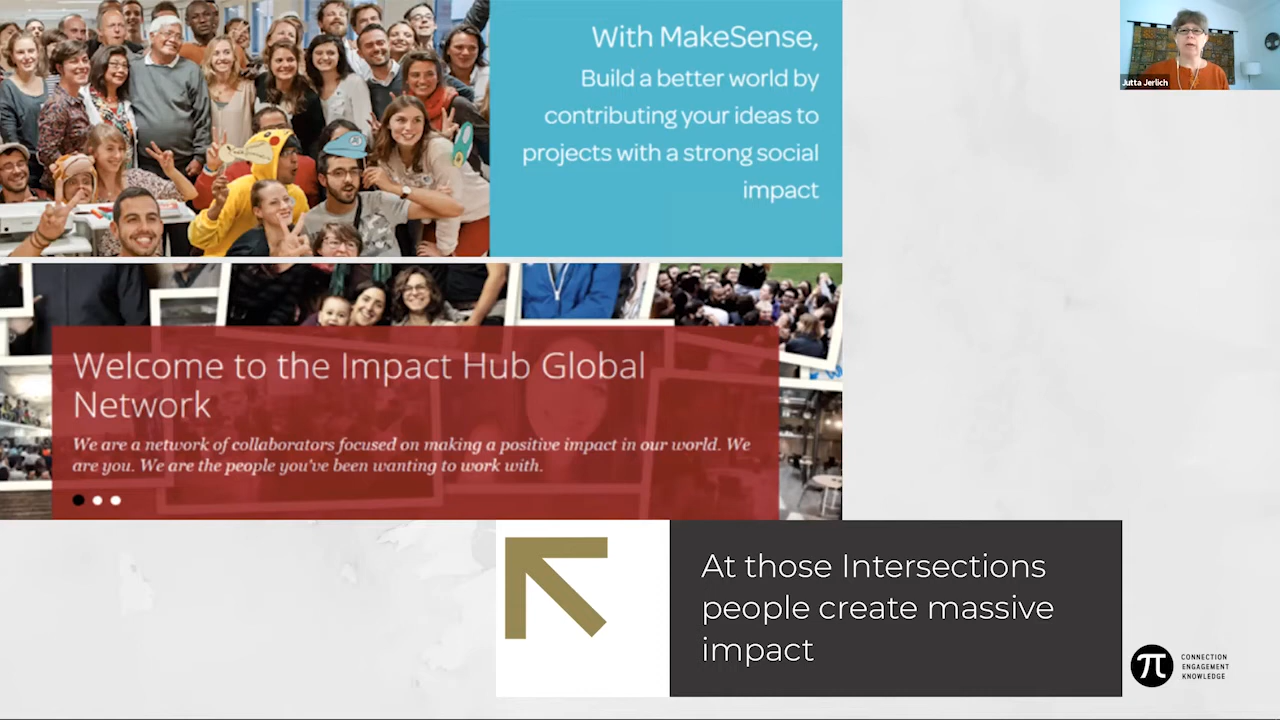 With MakeSense,
Build a better world by
contributing your ideas to
projects with a strong social
impact
Jutta Jerlich
Welcome to the Impact Hub Global
Network
We are a network of collaborators focused on making a positive impact in our world. We
are you. We are the people you've been wanting to work with.
At those Intersections
people create massive
impact
π
CONNECTION
ENGAGEMENT
KNOWLEDGE